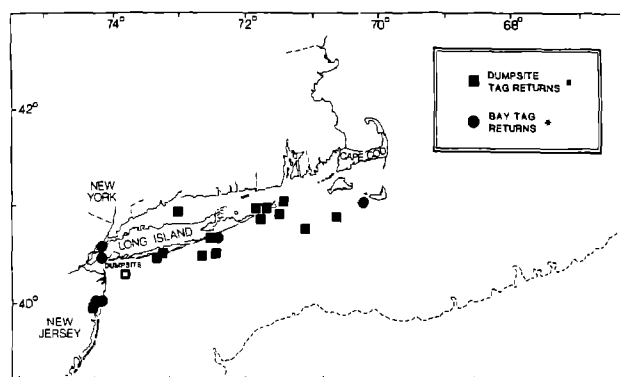 74° 72° 70° 68°
42°
40°
DUMPSITE
TAG RETURNS
BAY TAG
RETURNS
CAPE COD
NEW
YORK
LONG ISLAND
DUMPSITE
NEW
JERSEY